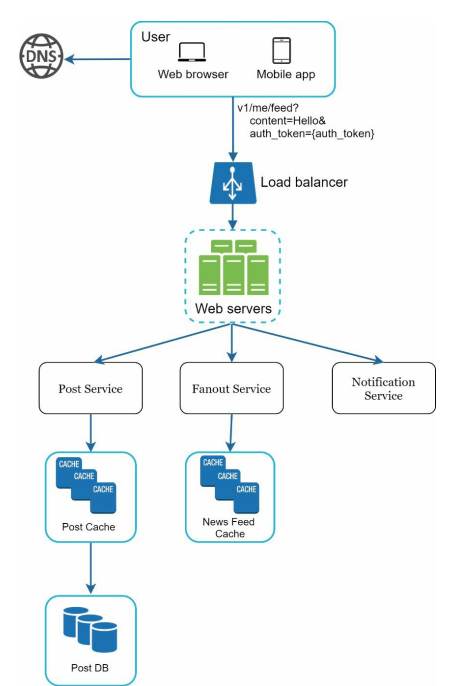 User
DNS
Web browser
Mobile app
v1/me/feed?
content=Hello&
auth_token={auth_token}
Load balancer
Web servers
Post Service
Fanout Service
Notification
Service
CACHE
CACHE
CACHE
Post Cache
CACHE
CACHE
CACHE
News Feed
Cache
Post DB